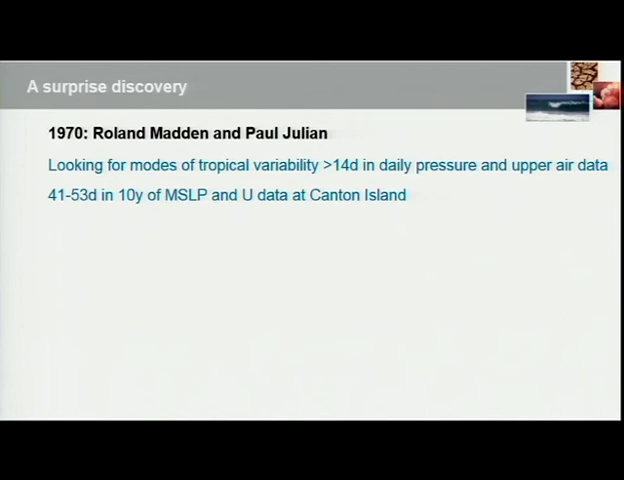 A surprise discovery
1970: Roland Madden and Paul Julian
Looking for modes of tropical variability >14d in daily pressure and upper air data
41-53d in 10y of MSLP and U data at Canton Island